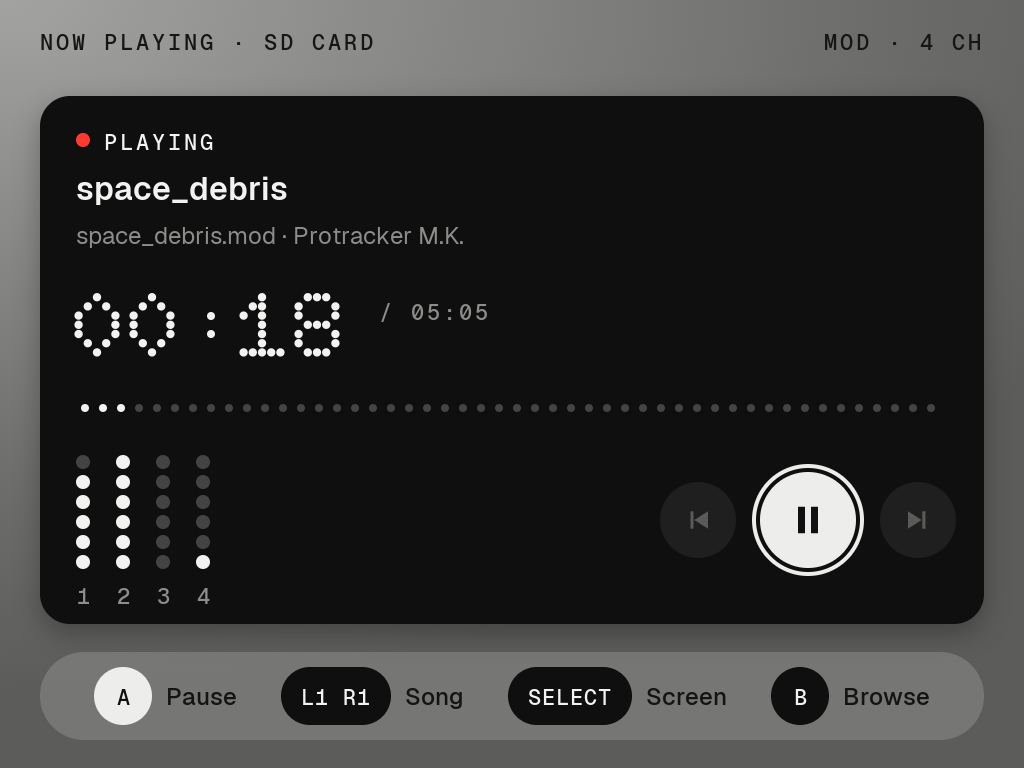 NOW PLAYING · SD CARD
MOD · 4 CH
PLAYING
space_debris
space_debris.mod · Protracker M.K.
00:18 / 05:05
1 2 3 4
A Pause L1 R1 Song SELECT Screen B Browse